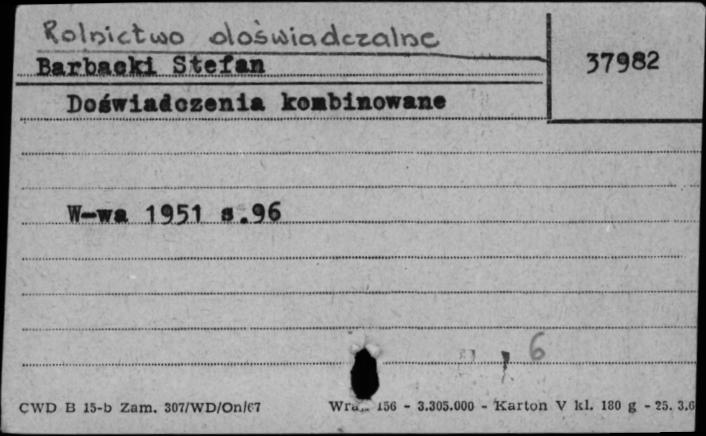 Rolnictwo doświadczalne
Barbacki Stefan
37982
Doświadczenia kombinowane
W-wa 1951 s.96
6
CWD B 15-b Zam. 307/WD/On/67
156 - 3.305.000 - Karton V kl. 180 g - 25. 3.6